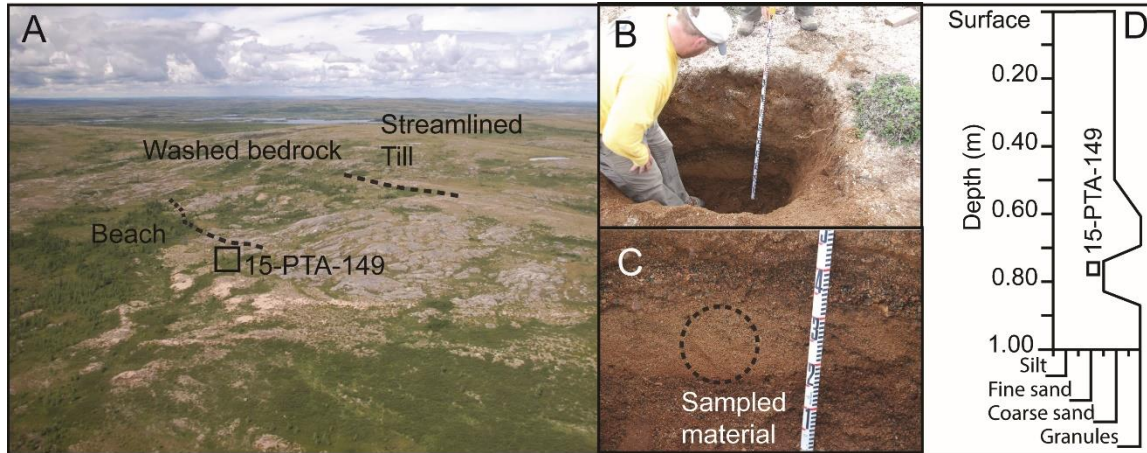 A
Washed bedrock
Streamlined
Till
Beach
15-PTA-149
B
C
Sampled
material
D
Surface
0.20
0.40
0.60
0.80
1.00
Depth (m)
15-PTA-149
Silt
Fine sand
Coarse sand
Granules